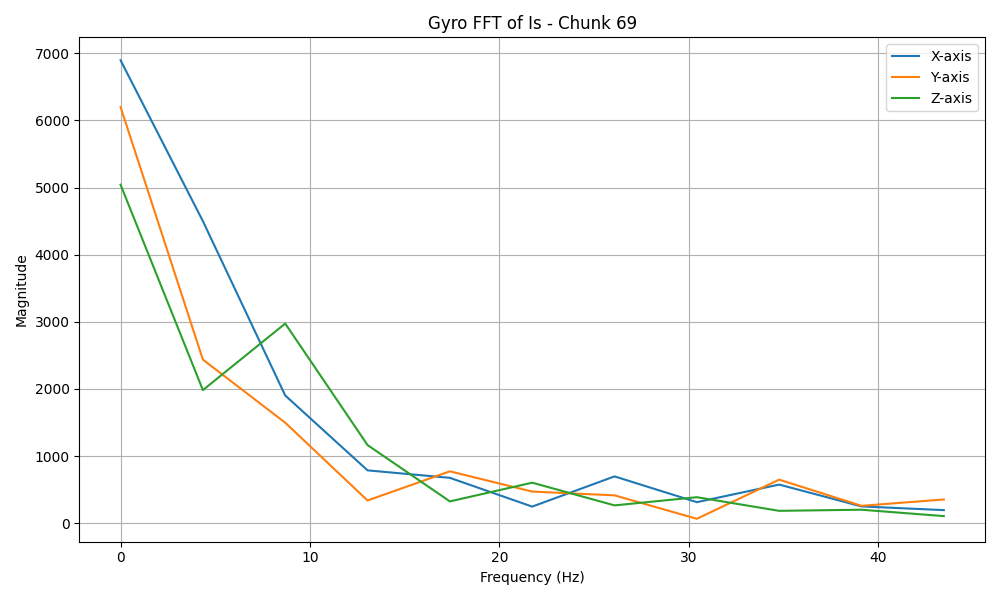 Gyro FFT of Is - Chunk 69
X-axis
Y-axis
Z-axis
Magnitude
7000
6000
5000
4000
3000
2000
1000
0
0 10 20 30 40
Frequency (Hz)